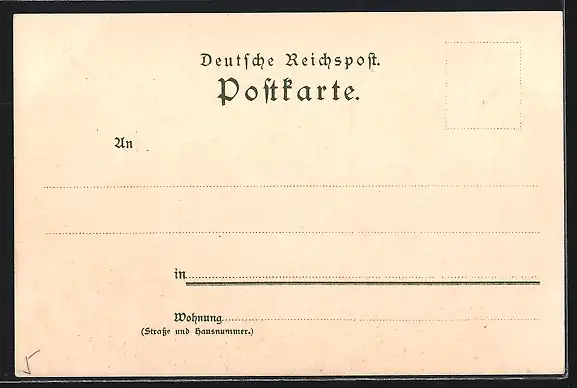 Deutſche Reichspoſt.
Poſtkarte.
An
in
Wohnung
(Straße und Hausnummer.)